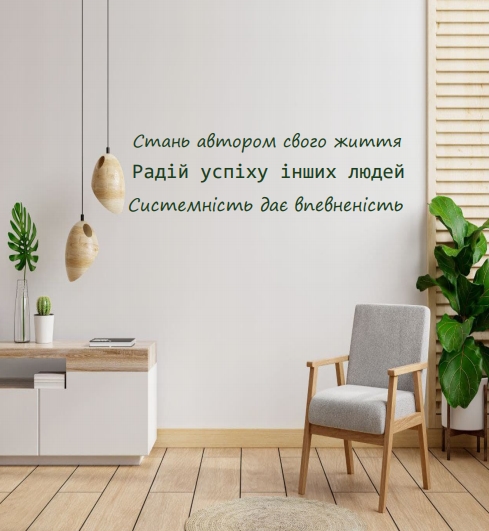 Стань автором свого життя
Радій успіху інших людей
Системність дає впевненість